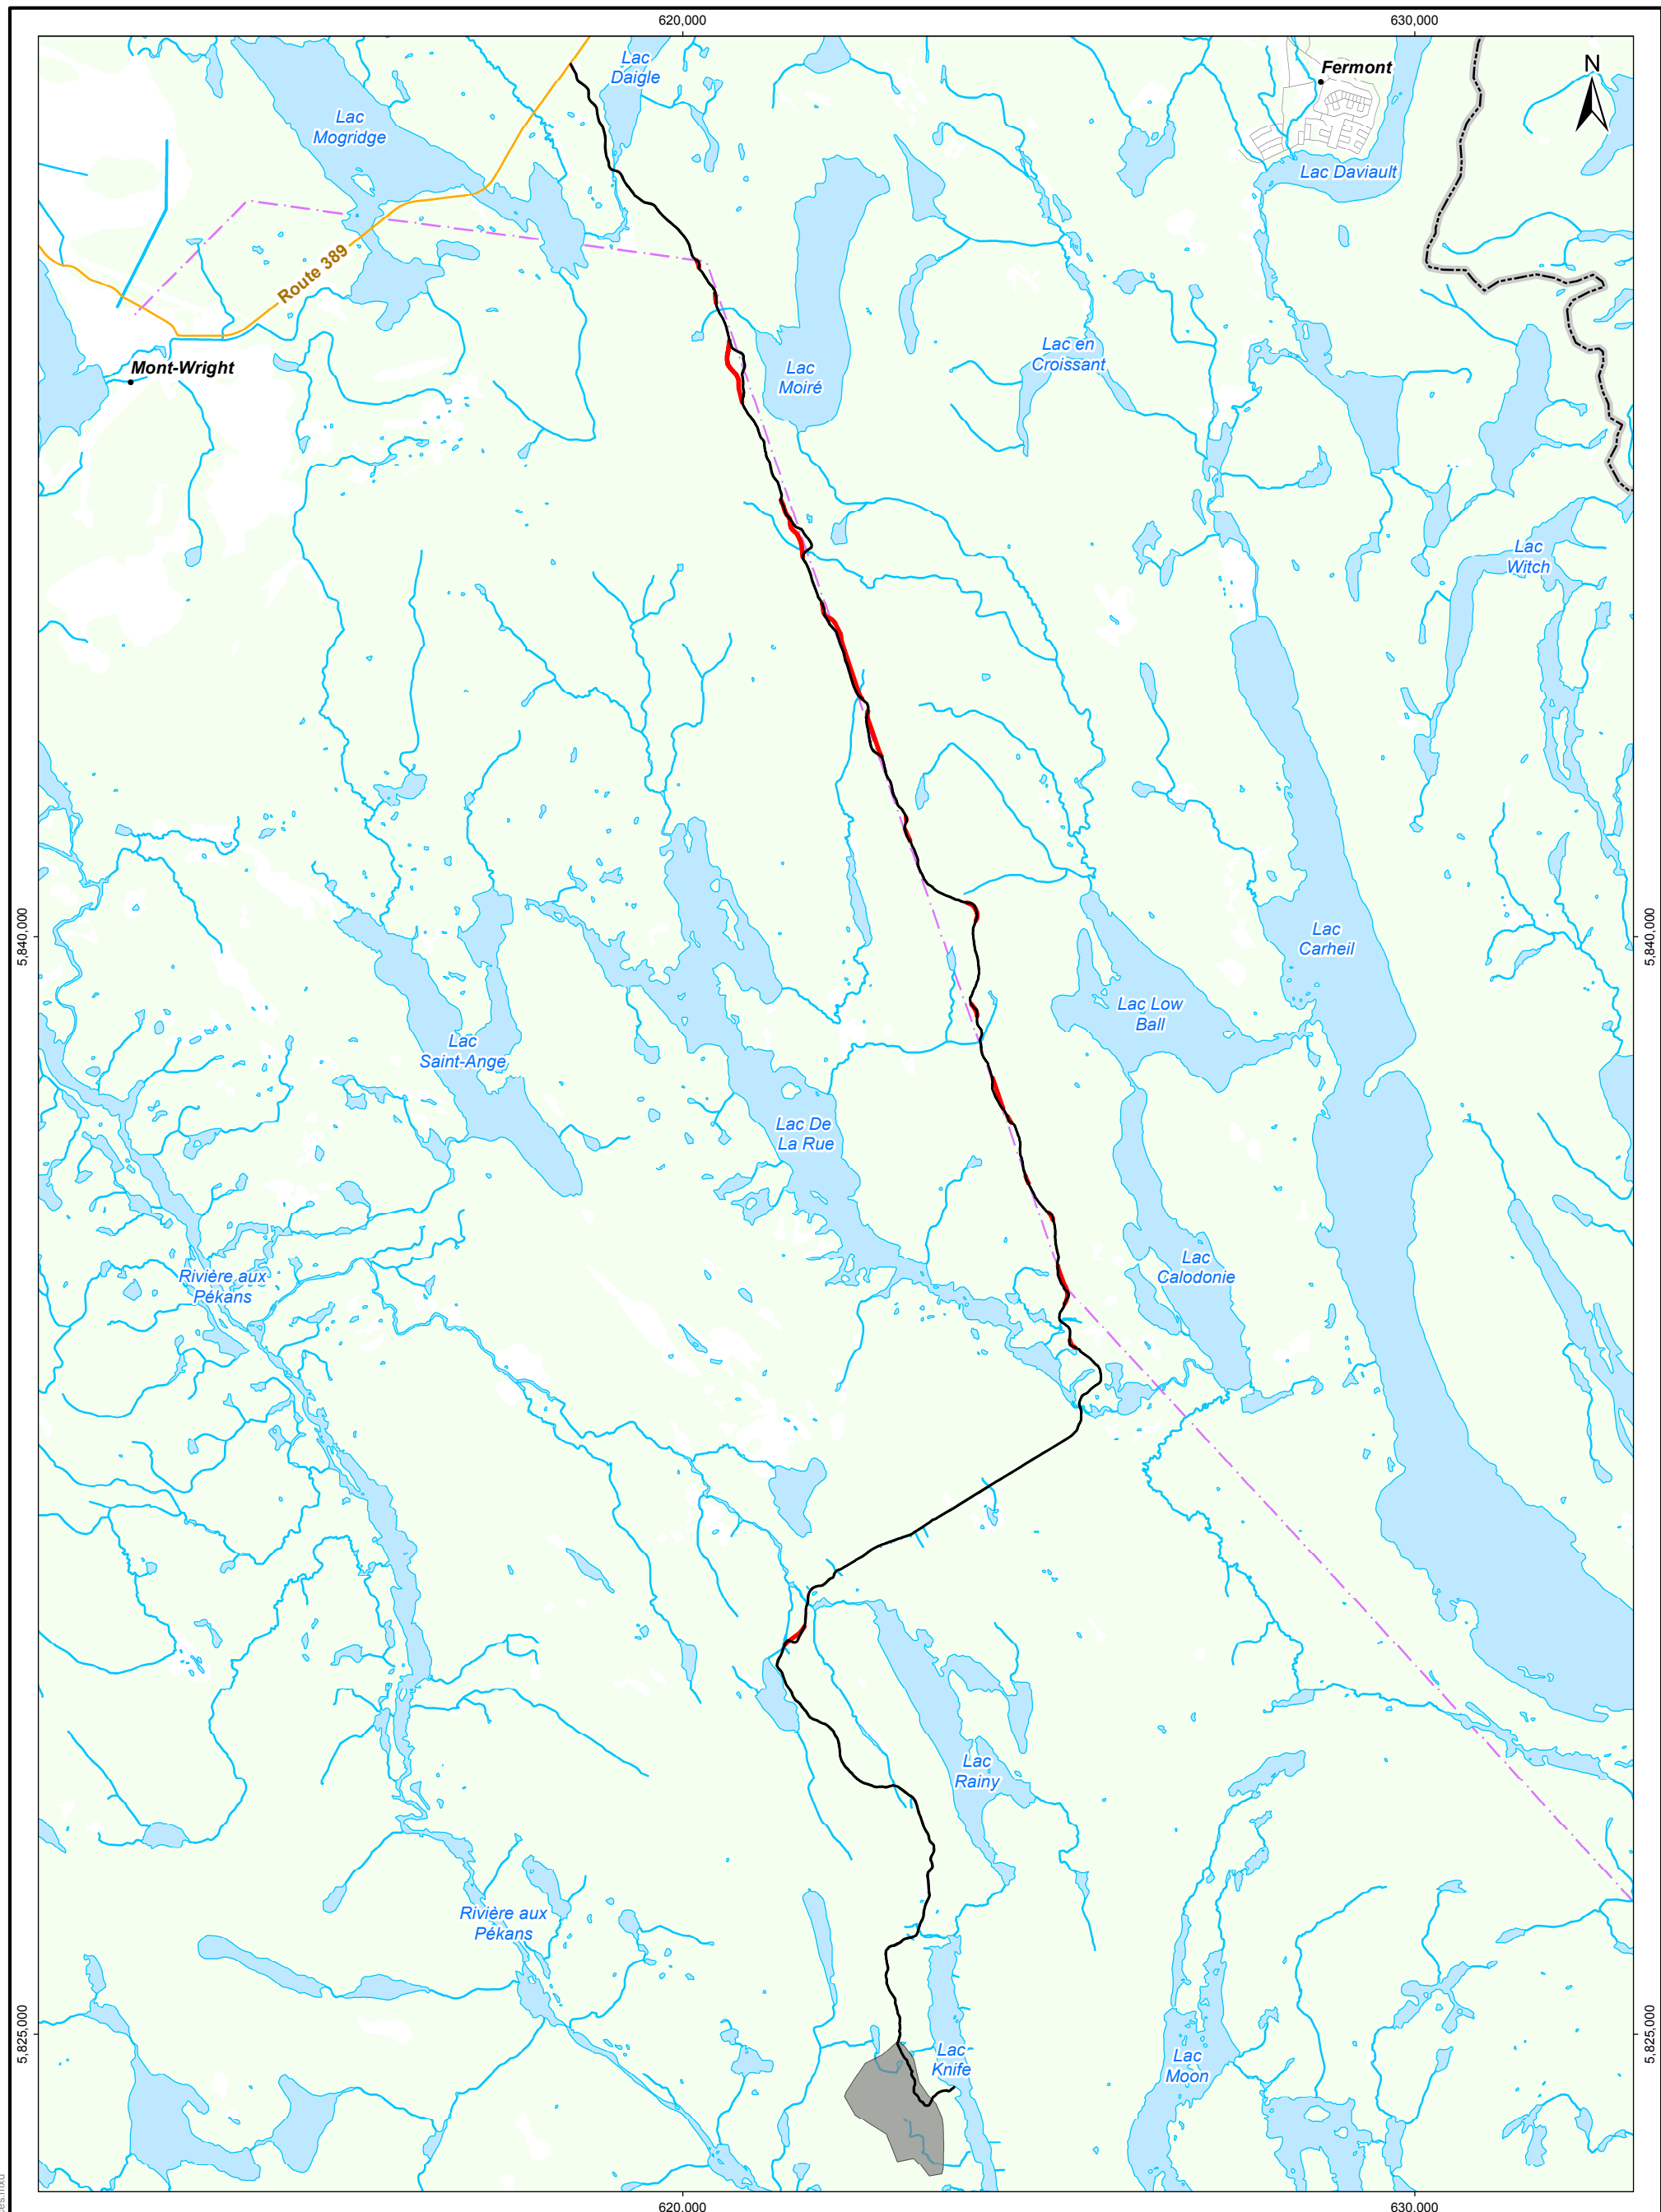 620,000
630,000
Lac
Daigle
Fermont
N
Lac
Mogridge
Lac Daviault
Route 389
Mont-Wright
Lac
Moiré
Lac en
Croissant
Lac
Witch
5,840,000
5,840,000
Lac
Carheil
Lac Low
Ball
Lac
Saint-Ange
Lac De
La Rue
Lac
Calodonie
Rivière aux
Pékans
Lac
Rainy
Rivière aux
Pékans
5,825,000
5,825,000
Lac
Knife
Lac
Moon
620,000
630,000